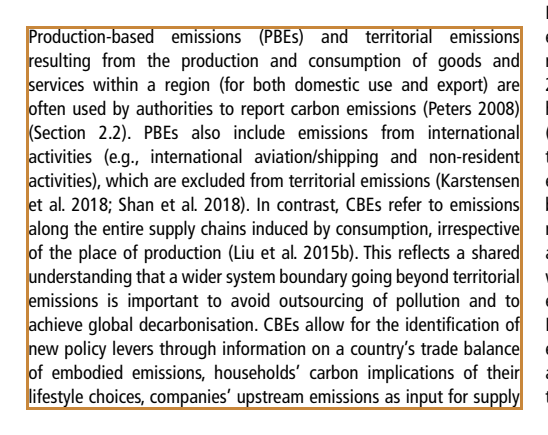 Production-based emissions (PBEs) and territorial emissions
resulting from the production and consumption of goods and
services within a region (for both domestic use and export) are
often used by authorities to report carbon emissions (Peters 2008)
(Section 2.2). PBEs also include emissions from international
activities (e.g., international aviation/shipping and non-resident
activities), which are excluded from territorial emissions (Karstensen
et al. 2018; Shan et al. 2018). In contrast, CBEs refer to emissions
along the entire supply chains induced by consumption, irrespective
of the place of production (Liu et al. 2015b). This reflects a shared
understanding that a wider system boundary going beyond territorial
emissions is important to avoid outsourcing of pollution and to
achieve global decarbonisation. CBEs allow for the identification of
new policy levers through information on a country's trade balance
of embodied emissions, households' carbon implications of their
lifestyle choices, companies' upstream emissions as input for supply